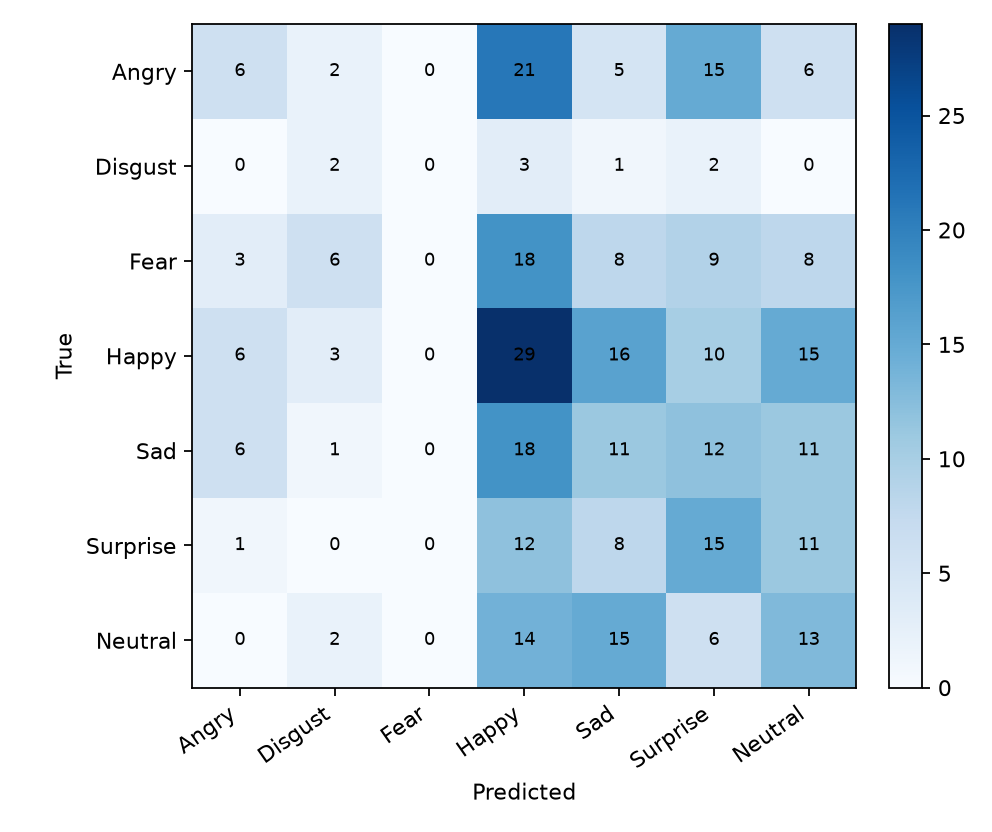 Angry 6 2 0 21 5 15 6
Disgust 0 2 0 3 1 2 0
Fear 3 6 0 18 8 9 8
Happy 6 3 0 29 16 10 15
Sad 6 1 0 18 11 12 11
Surprise 1 0 0 12 8 15 11
Neutral 0 2 0 14 15 6 13
True
Angry Disgust Fear Happy Sad Surprise Neutral
Predicted
25
20
15
10
5
0